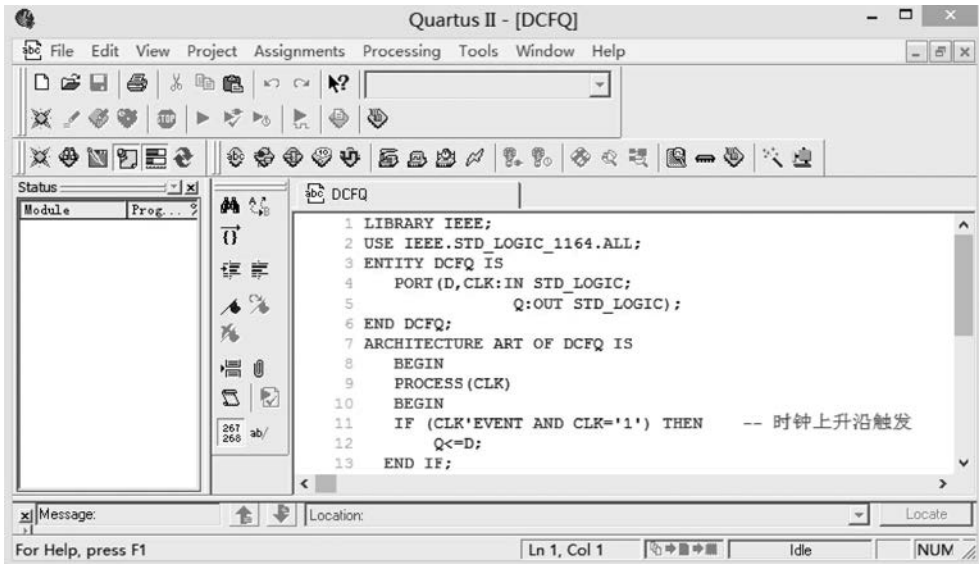 Quartus II - [DCFQ]
File Edit View Project Assignments Processing Tools Window Help
Status
Module Prog... %
DCFQ
1 LIBRARY IEEE;
2 USE IEEE.STD_LOGIC_1164.ALL;
3 ENTITY DCFQ IS
4 PORT(D,CLK:IN STD_LOGIC;
5 Q:OUT STD_LOGIC);
6 END DCFQ;
7 ARCHITECTURE ART OF DCFQ IS
8 BEGIN
9 PROCESS(CLK)
10 BEGIN
11 IF (CLK'EVENT AND CLK='1') THEN -- 时钟上升沿触发
12 Q<=D;
13 END IF;
267
268 ab/
Message: Location: Locate
For Help, press F1 Ln 1, Col 1 Idle NUM